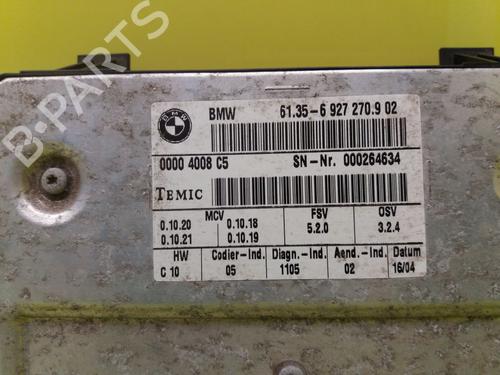 B-PARTS
BMW 61.35-6 927 270.9 02
0000 4008 C5 SN-Nr. 000264634
TEMIC
MCV FSV OSV
0.10.20 0.10.18 5.2.0 3.2.4
0.10.21 0.10.19
HW Codier-Ind. Diagn.-Ind. Aend.-Ind. Datum
C 10 05 1105 02 16/04